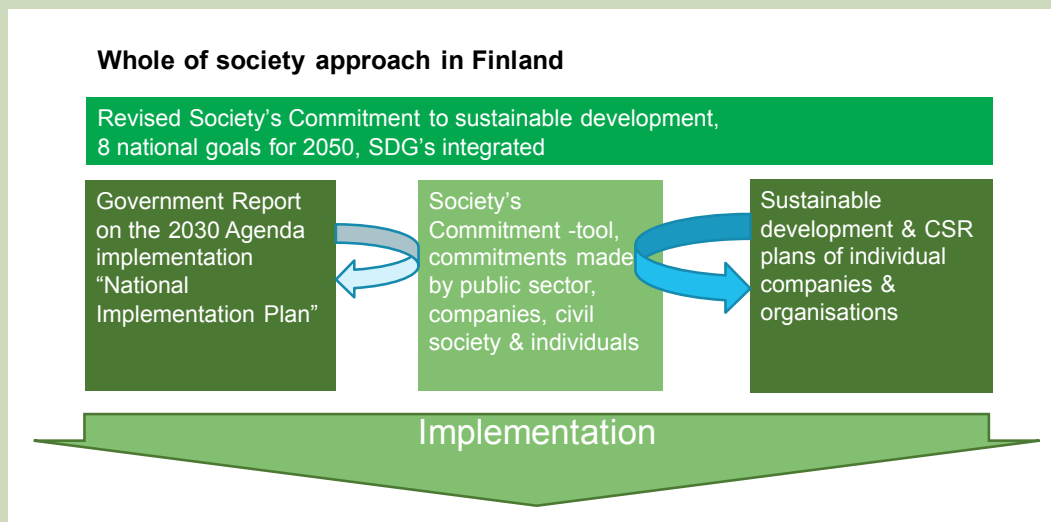 Whole of society approach in Finland
Revised Society’s Commitment to sustainable development,
8 national goals for 2050, SDG’s integrated
Government Report
on the 2030 Agenda
implementation
“National
Implementation Plan”
Society’s
Commitment -tool,
commitments made
by public sector,
companies, civil
society & individuals
Sustainable
development & CSR
plans of individual
companies &
organisations
Implementation